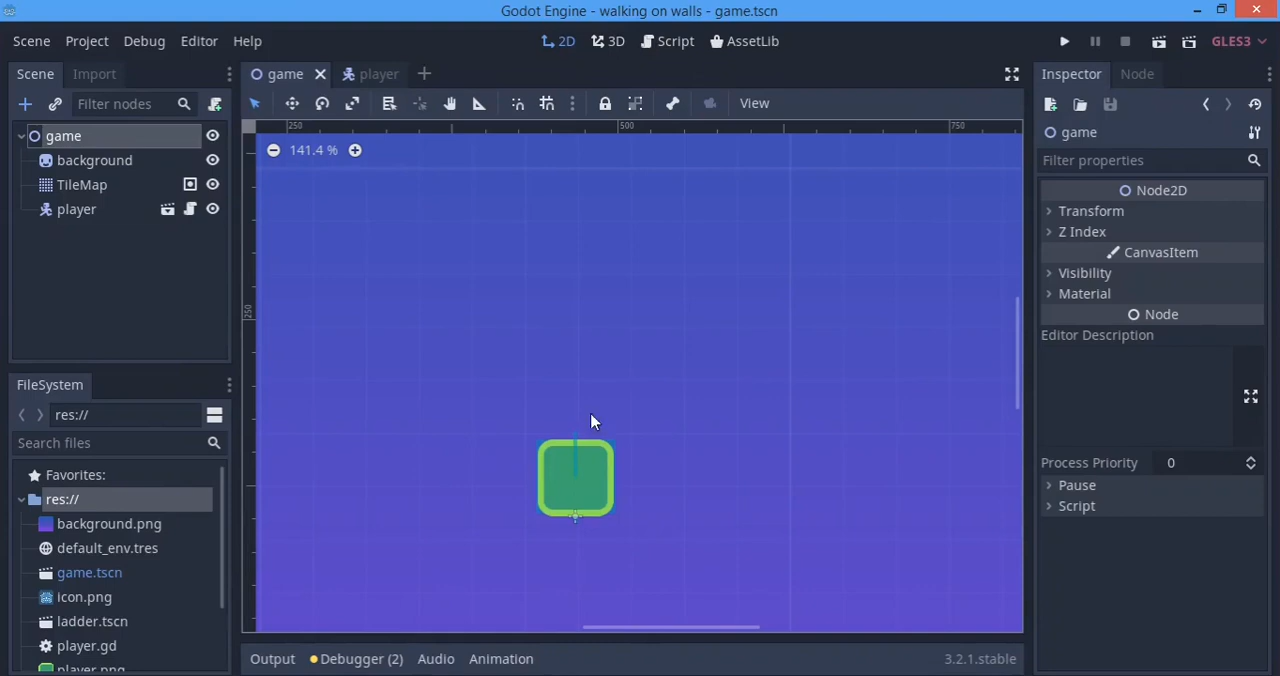 Godot Engine - walking on walls - game.tscn
Scene Project Debug Editor Help 2D 3D Script AssetLib GLES3
Scene Import game player Inspector Node
Filter nodes View
game 250 500 750 game
background 141.4 % Filter properties
TileMap Node2D
player Transform
Z Index
CanvasItem
Visibility
Material
250 Node
Editor Description
FileSystem
res://
Search files
Process Priority 0
Favorites: Pause
res:// Script
background.png
default_env.tres
game.tscn
icon.png
ladder.tscn
player.gd
player.png
Output Debugger (2) Audio Animation 3.2.1.stable